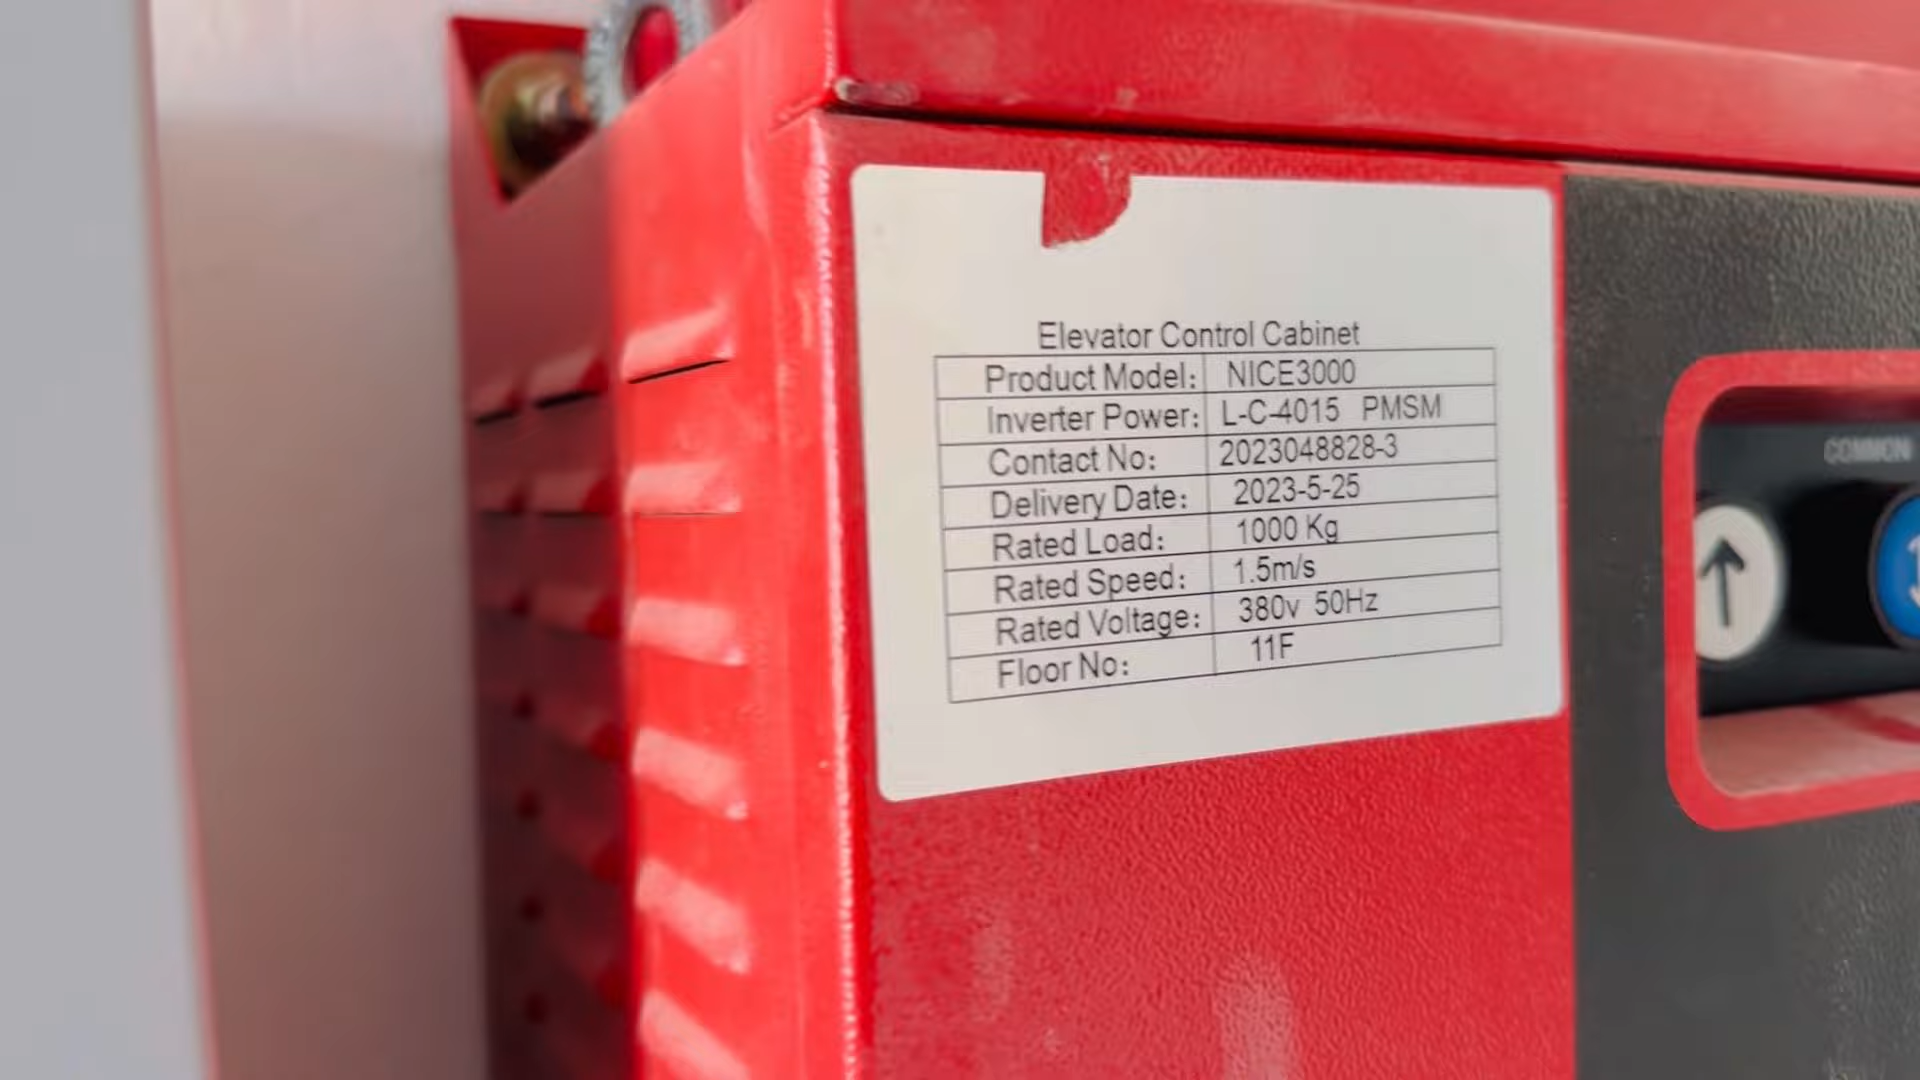 Elevator Control Cabinet
Product Model: NICE3000
Inverter Power: L-C-4015 PMSM
Contact No: 2023048828-3
Delivery Date: 2023-5-25
Rated Load: 1000 Kg
Rated Speed: 1.5m/s
Rated Voltage: 380v 50Hz
Floor No: 11F
COMMON